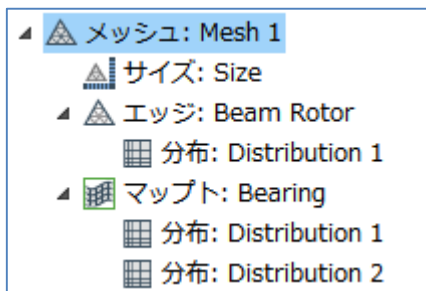 メッシュ: Mesh 1
サイズ: Size
エッジ: Beam Rotor
分布: Distribution 1
マップト: Bearing
分布: Distribution 1
分布: Distribution 2